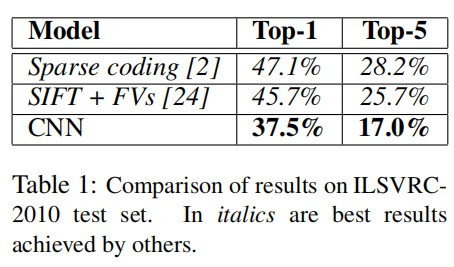 Model Top-1 Top-5
Sparse coding [2] 47.1% 28.2%
SIFT + FVs [24] 45.7% 25.7%
CNN 37.5% 17.0%
Table 1: Comparison of results on ILSVRC-
2010 test set. In italics are best results
achieved by others.